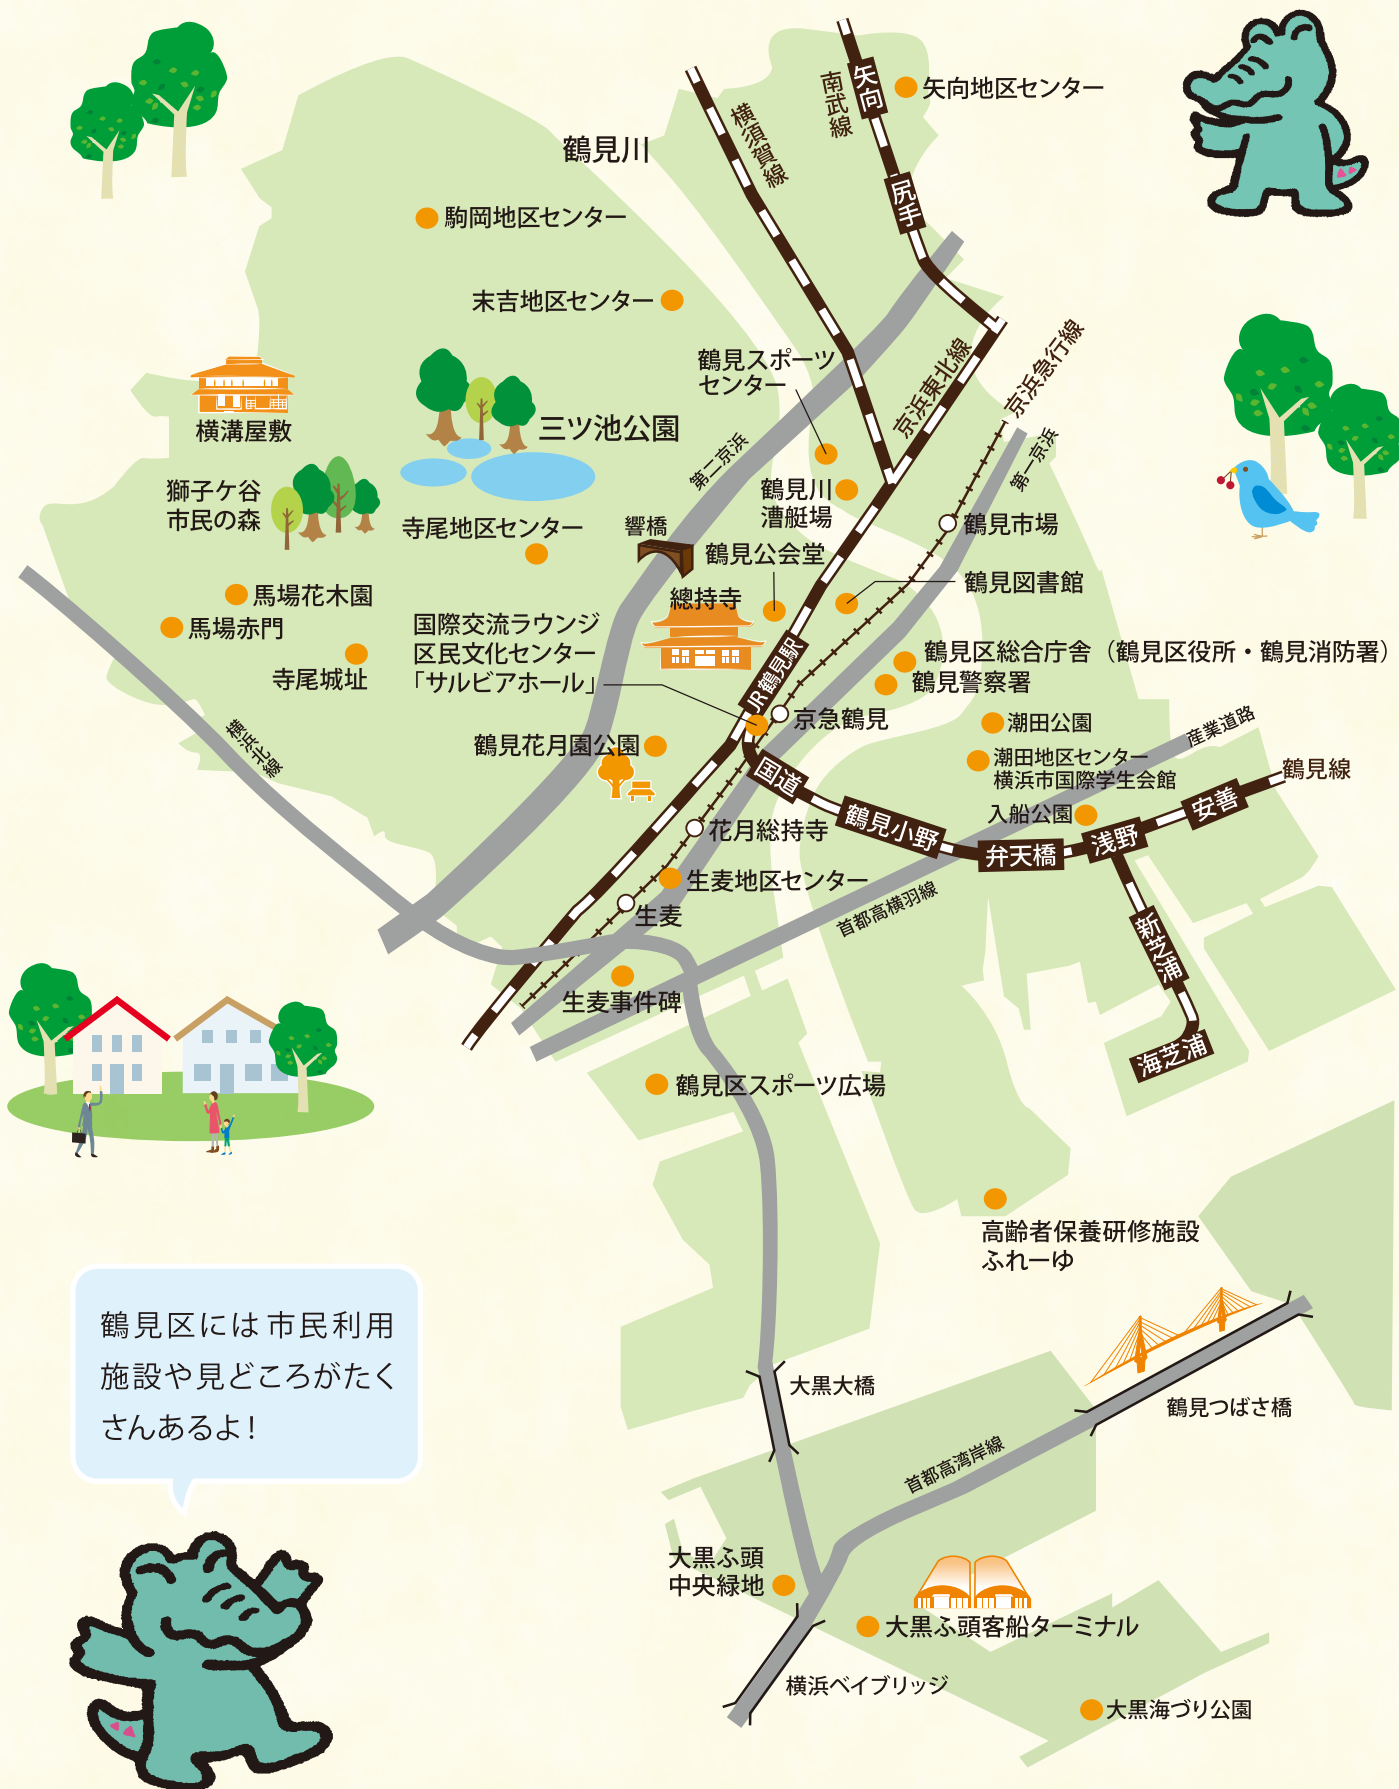 矢向
南武線
矢向地区センター
横須賀線
鶴見川
尻手
駒岡地区センター
末吉地区センター
鶴見スポーツ
センター
京浜東北線
京浜急行線
横溝屋敷
三ツ池公園
第二京浜
第一京浜
獅子ケ谷
市民の森
鶴見川
漕艇場
寺尾地区センター
響橋
鶴見市場
鶴見公会堂
鶴見図書館
馬場花木園
總持寺
馬場赤門
国際交流ラウンジ
区民文化センター
「サルビアホール」
寺尾城址
JR鶴見駅
鶴見区総合庁舎（鶴見区役所・鶴見消防署）
鶴見警察署
京急鶴見
潮田公園
産業道路
横浜北線
鶴見花月園公園
潮田地区センター
横浜市国際学生会館
鶴見線
国道
鶴見小野
入船公園
安善
花月総持寺
弁天橋
浅野
生麦地区センター
首都高横羽線
生麦
新芝浦
生麦事件碑
海芝浦
鶴見区スポーツ広場
高齢者保養研修施設
ふれーゆ
鶴見区には市民利用
施設や見どころがたく
さんあるよ！
大黒大橋
鶴見つばさ橋
首都高湾岸線
大黒ふ頭
中央緑地
大黒ふ頭客船ターミナル
横浜ベイブリッジ
大黒海づり公園